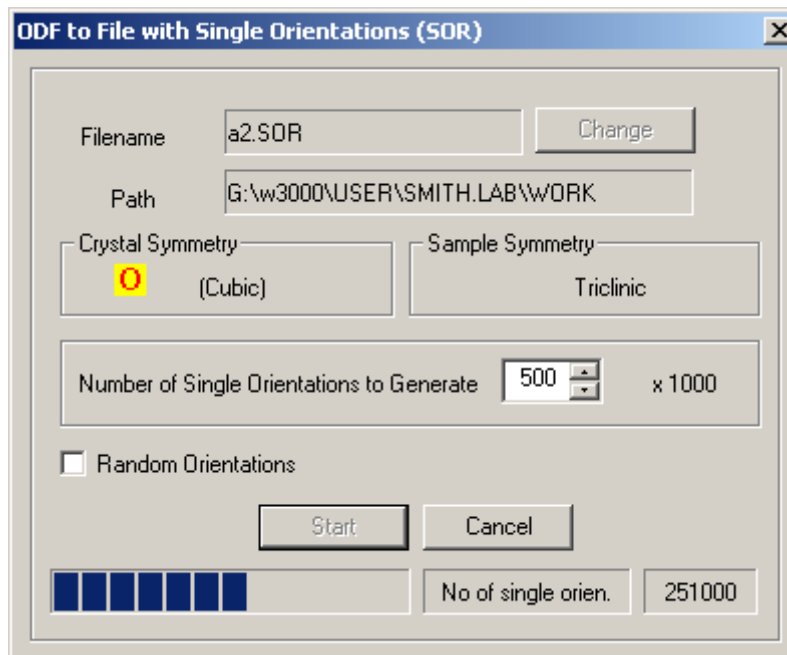 ODF to File with Single Orientations (SOR)
Filename a2.SOR Change
Path G:\w3000\USER\SMITH.LAB\WORK
Crystal Symmetry Sample Symmetry
O (Cubic) Triclinic
Number of Single Orientations to Generate 500 x 1000
Random Orientations
Start Cancel
No of single orien. 251000